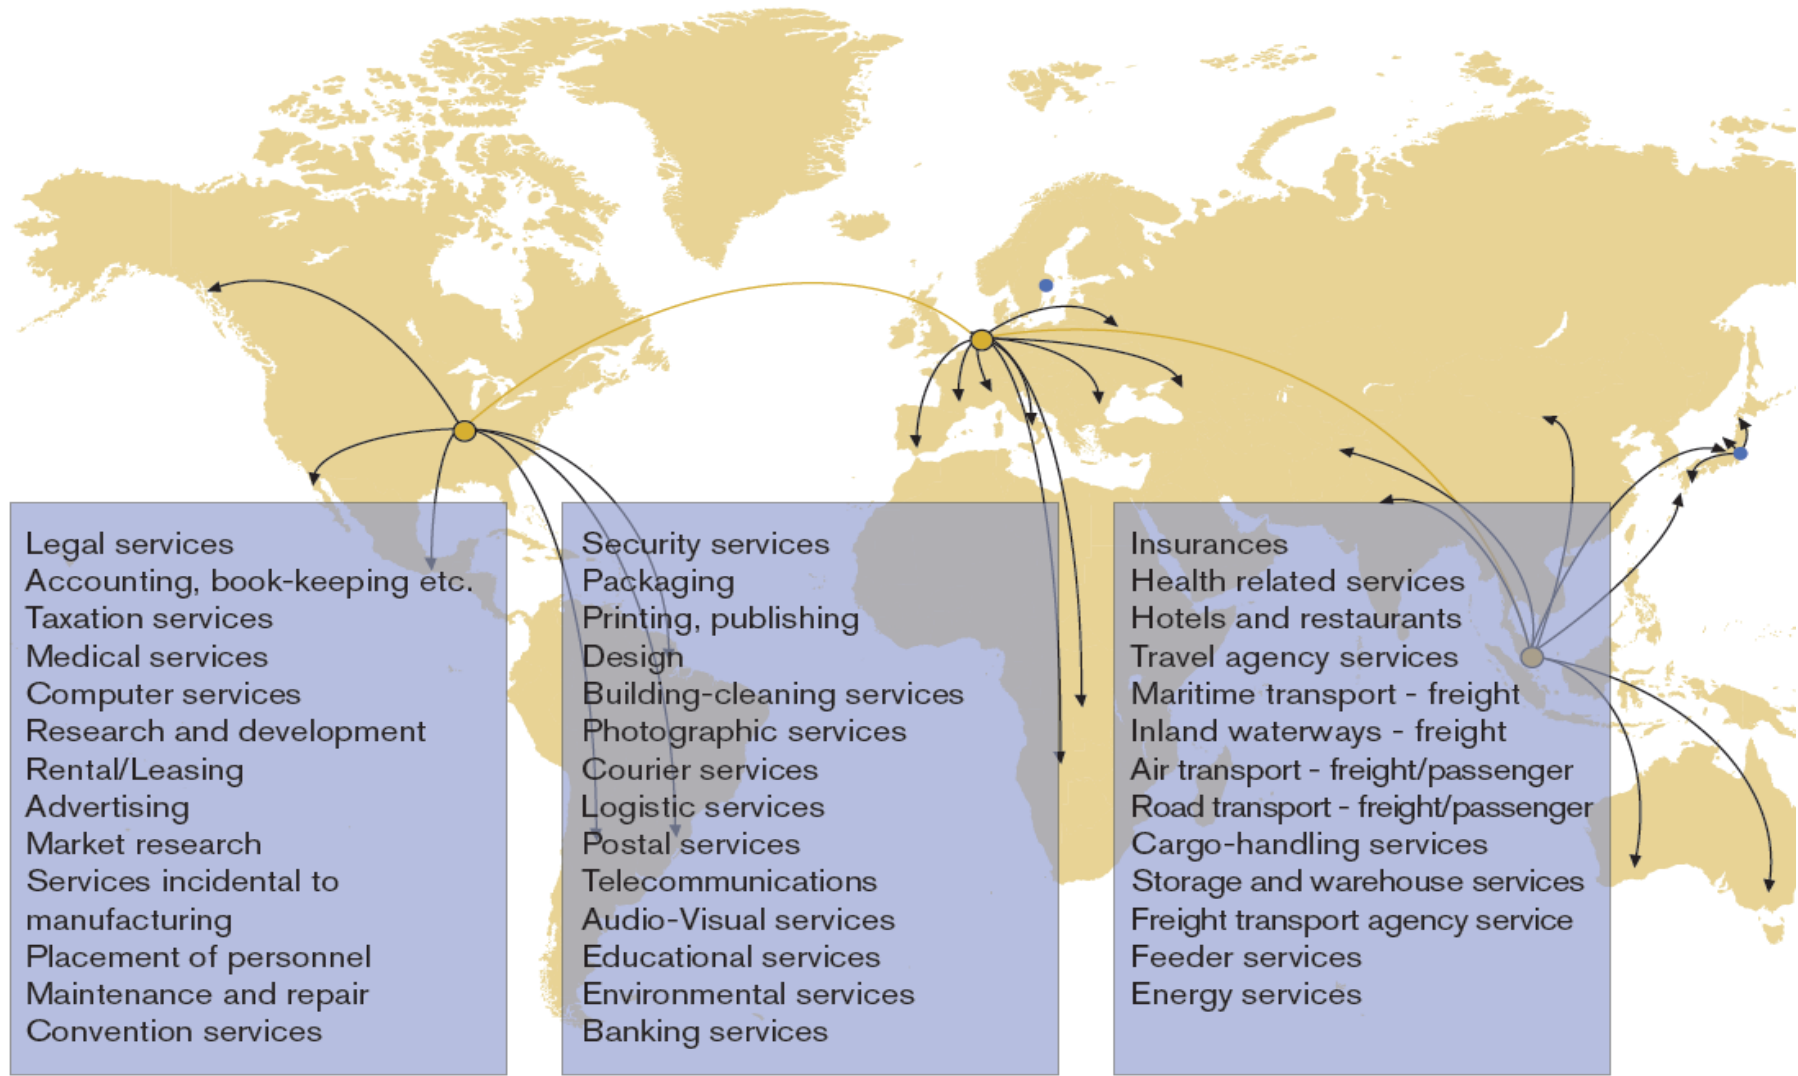 Legal services
Accounting, book-keeping etc.
Taxation services
Medical services
Computer services
Research and development
Rental/Leasing
Advertising
Market research
Services incidental to
manufacturing
Placement of personnel
Maintenance and repair
Convention services
Security services
Packaging
Printing, publishing
Design
Building-cleaning services
Photographic services
Courier services
Logistic services
Postal services
Telecommunications
Audio-Visual services
Educational services
Environmental services
Banking services
Insurances
Health related services
Hotels and restaurants
Travel agency services
Maritime transport - freight
Inland waterways - freight
Air transport - freight/passenger
Road transport - freight/passenger
Cargo-handling services
Storage and warehouse services
Freight transport agency service
Feeder services
Energy services